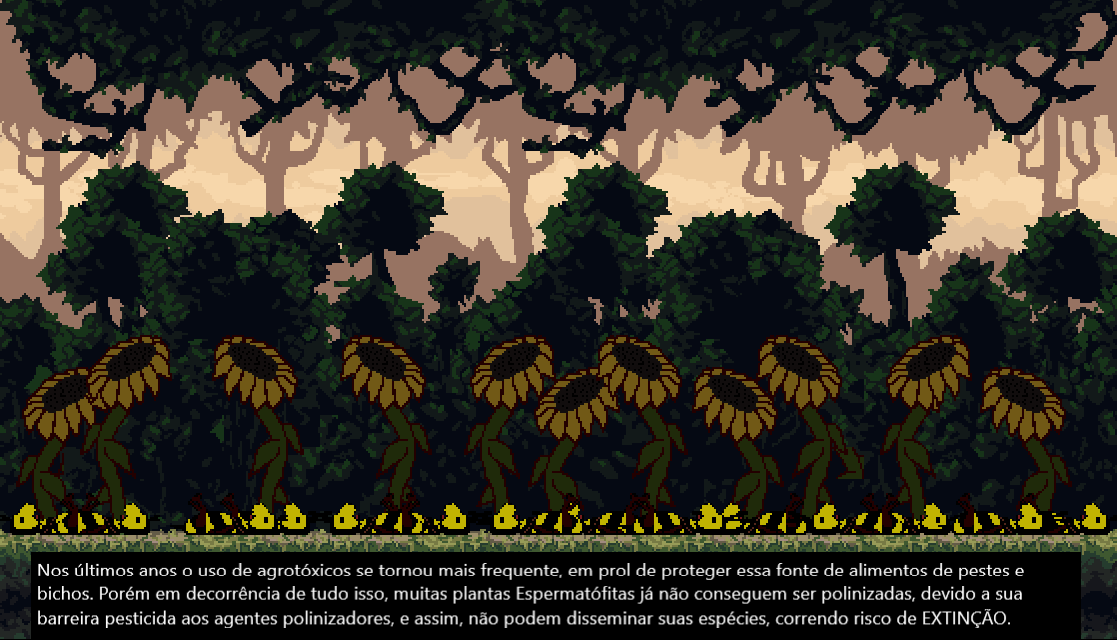 Nos últimos anos o uso de agrotóxicos se tornou mais frequente, em prol de proteger essa fonte de alimentos de pestes e
bichos. Porém em decorrência de tudo isso, muitas plantas Espermatófitas já não conseguem ser polinizadas, devido a sua
barreira pesticida aos agentes polinizadores, e assim, não podem disseminar suas espécies, correndo risco de EXTINÇÃO.